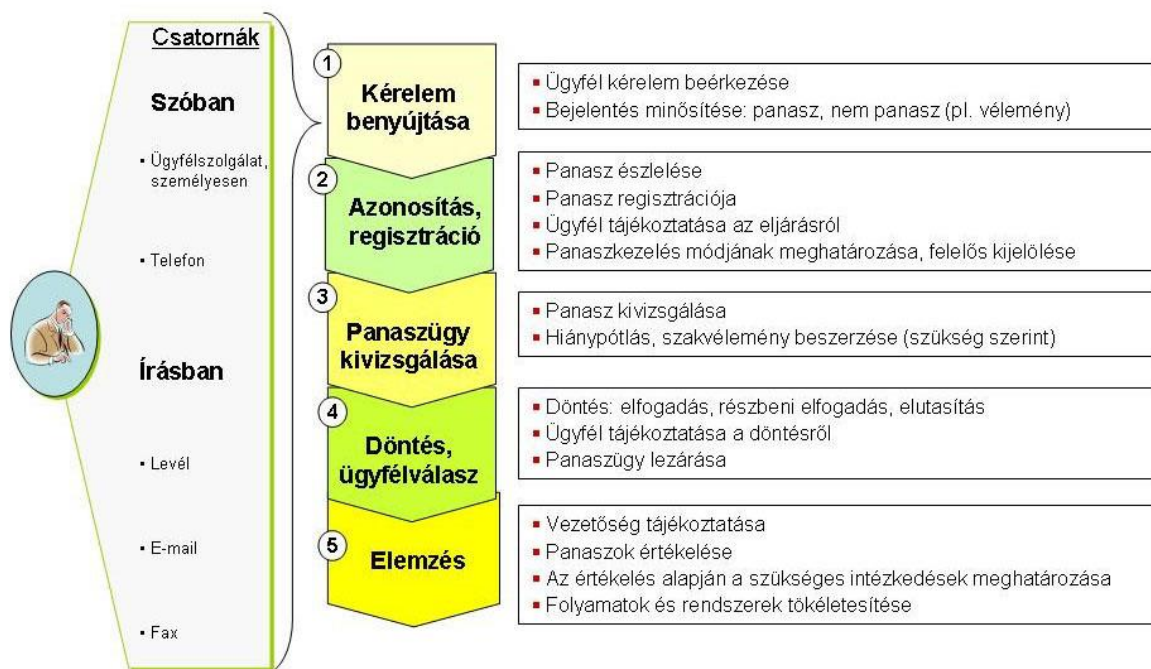 Csatornák
Szóban
▪ Ügyfélszolgálat,
személyesen
▪ Telefon
Írásban
▪ Levél
▪ E-mail
▪ Fax
1
Kérelem
benyújtása
▪ Ügyfél kérelem beérkezése
▪ Bejelentés minősítése: panasz, nem panasz (pl. vélemény)
2
Azonosítás,
regisztráció
▪ Panasz észlelése
▪ Panasz regisztrációja
▪ Ügyfél tájékoztatása az eljárásról
▪ Panaszkezelés módjának meghatározása, felelős kijelölése
3
Panaszügy
kivizsgálása
▪ Panasz kivizsgálása
▪ Hiánypótlás, szakvélemény beszerzése (szükség szerint)
4
Döntés,
ügyfélválasz
▪ Döntés: elfogadás, részbeni elfogadás, elutasítás
▪ Ügyfél tájékoztatása a döntésről
▪ Panaszügy lezárása
5
Elemzés
▪ Vezetőség tájékoztatása
▪ Panaszok értékelése
▪ Az értékelés alapján a szükséges intézkedések meghatározása
▪ Folyamatok és rendszerek tökéletesítése